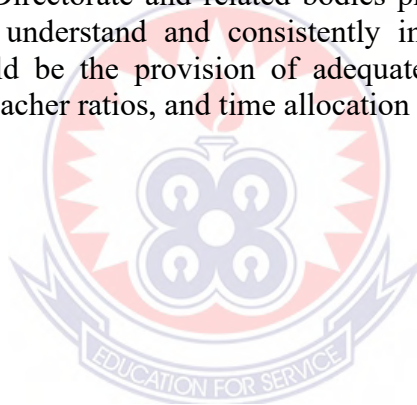 Directorate and related bodies p
understand and consistently in
ld be the provision of adequate
acher ratios, and time allocation
EDUCATION FOR SERVICE